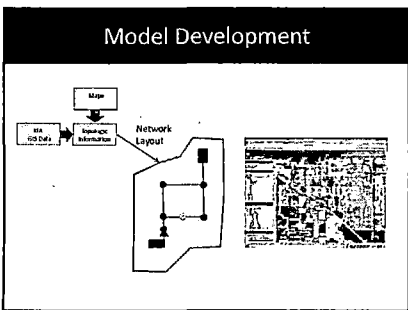 Model Development
Maps
GIS Data
Topologic
Information
Network
Layout